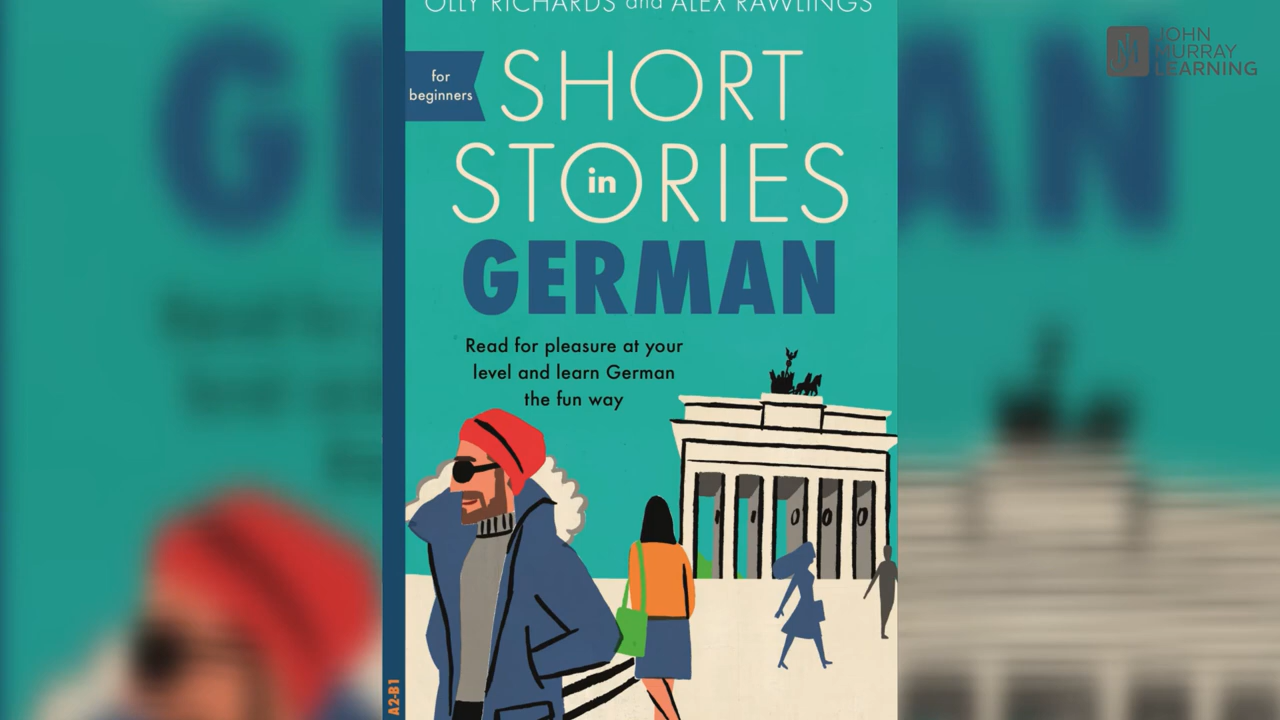 OLLY RICHARDS and ALEX RAWLINGS
for
beginners
SHORT
STORIES
in
GERMAN
Read for pleasure at your
level and learn German
the fun way
A2-B1
JOHN
MURRAY
LEARNING